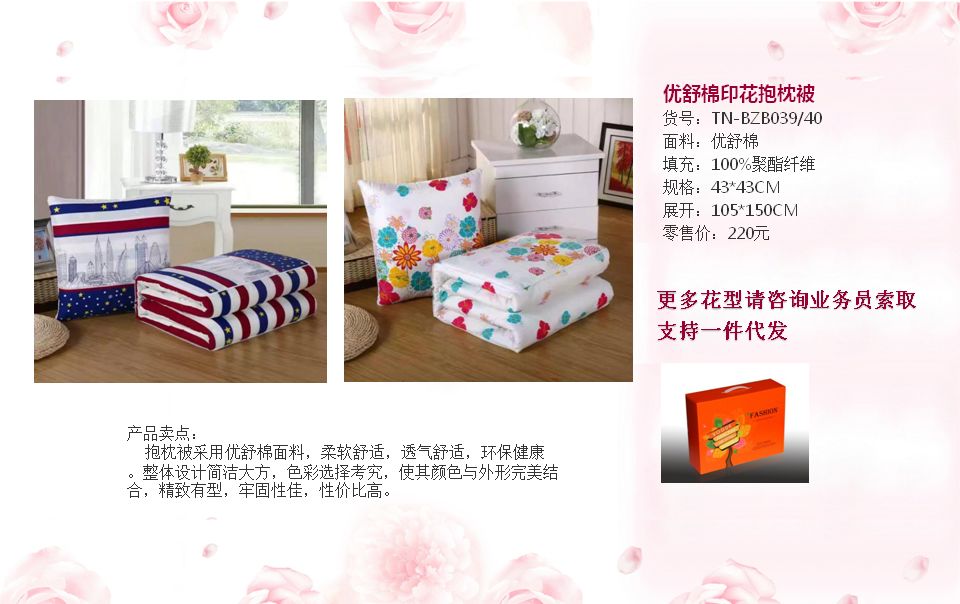 优舒棉印花抱枕被
货号：TN-BZB039/40
面料：优舒棉
填充：100%聚酯纤维
规格：43*43CM
展开：105*150CM
零售价：220元
更多花型请咨询业务员索取
支持一件代发
FASHION
产品卖点：
抱枕被采用优舒棉面料，柔软舒适，透气舒适，环保健康
。整体设计简洁大方，色彩选择考究，使其颜色与外形完美结
合，精致有型，牢固性佳，性价比高。